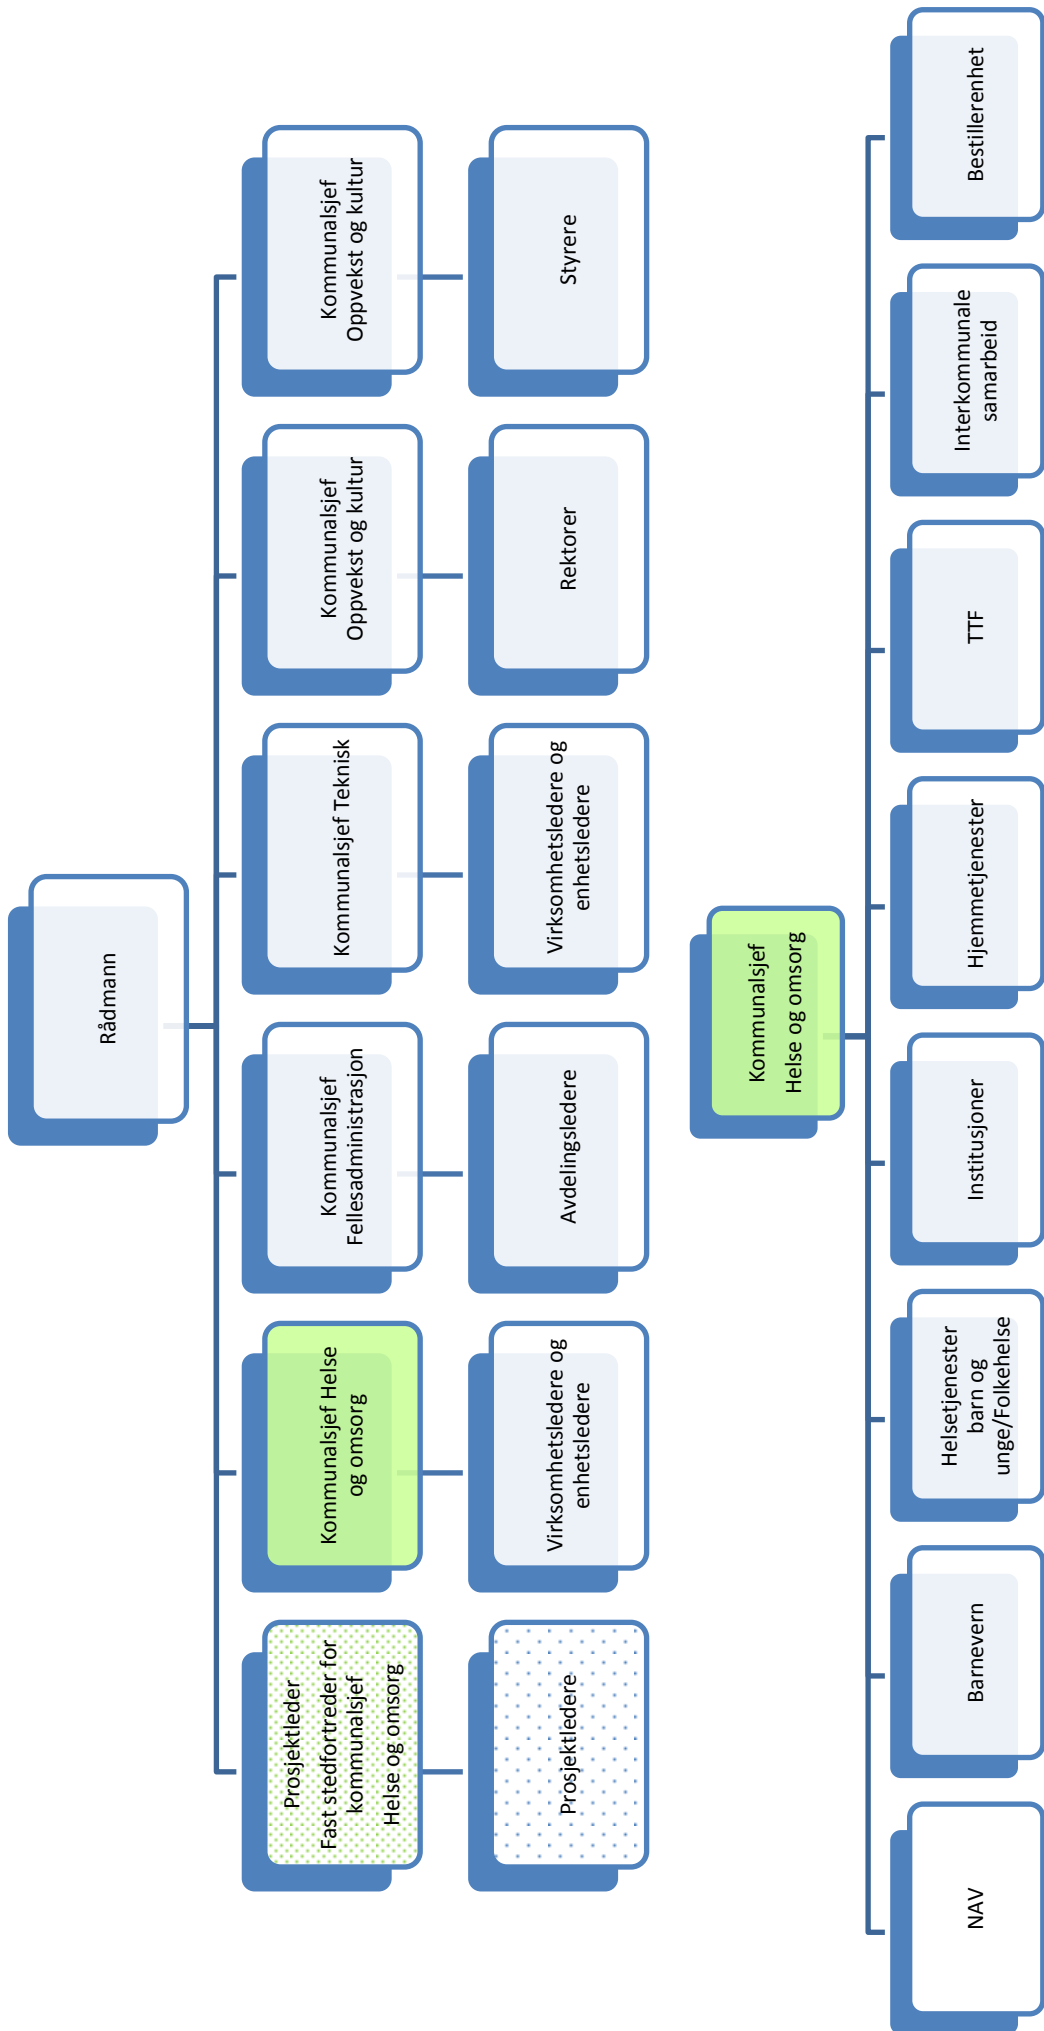 Rådmann
Prosjektleder
Fast stedfortreder for
kommunalsjef
Helse og omsorg
Kommunalsjef Helse
og omsorg
Kommunalsjef
Fellesadministrasjon
Kommunalsjef Teknisk
Kommunalsjef
Oppvekst og kultur
Kommunalsjef
Oppvekst og kultur
Prosjektledere
Virksomhetsledere og
enhetsledere
Avdelingsledere
Virksomhetsledere og
enhetsledere
Rektorer
Styrere
Kommunalsjef
Helse og omsorg
NAV
Barnevern
Helsetjenester
barn og
unge/Folkehelse
Institusjoner
Hjemmetjenester
TTF
Interkommunale
samarbeid
Bestillerenhet